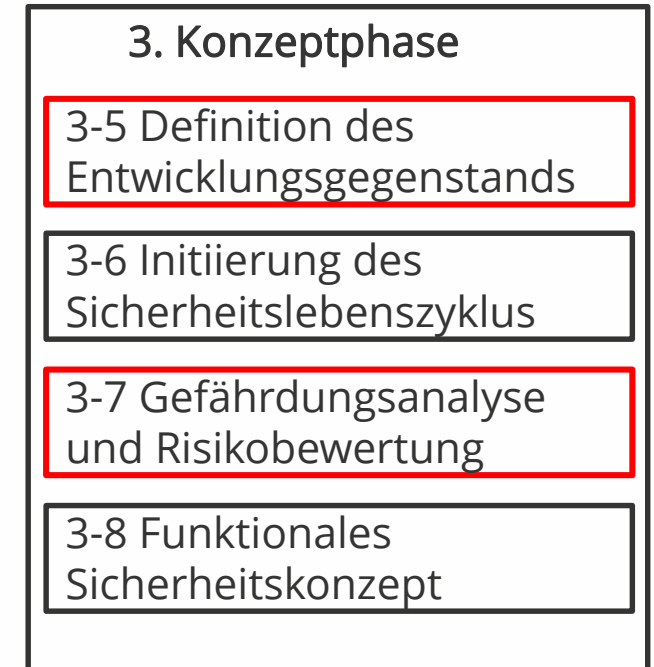 3. Konzeptphase
3-5 Definition des
Entwicklungsgegenstands
3-6 Initiierung des
Sicherheitslebenszyklus
3-7 Gefährdungsanalyse
und Risikobewertung
3-8 Funktionales
Sicherheitskonzept